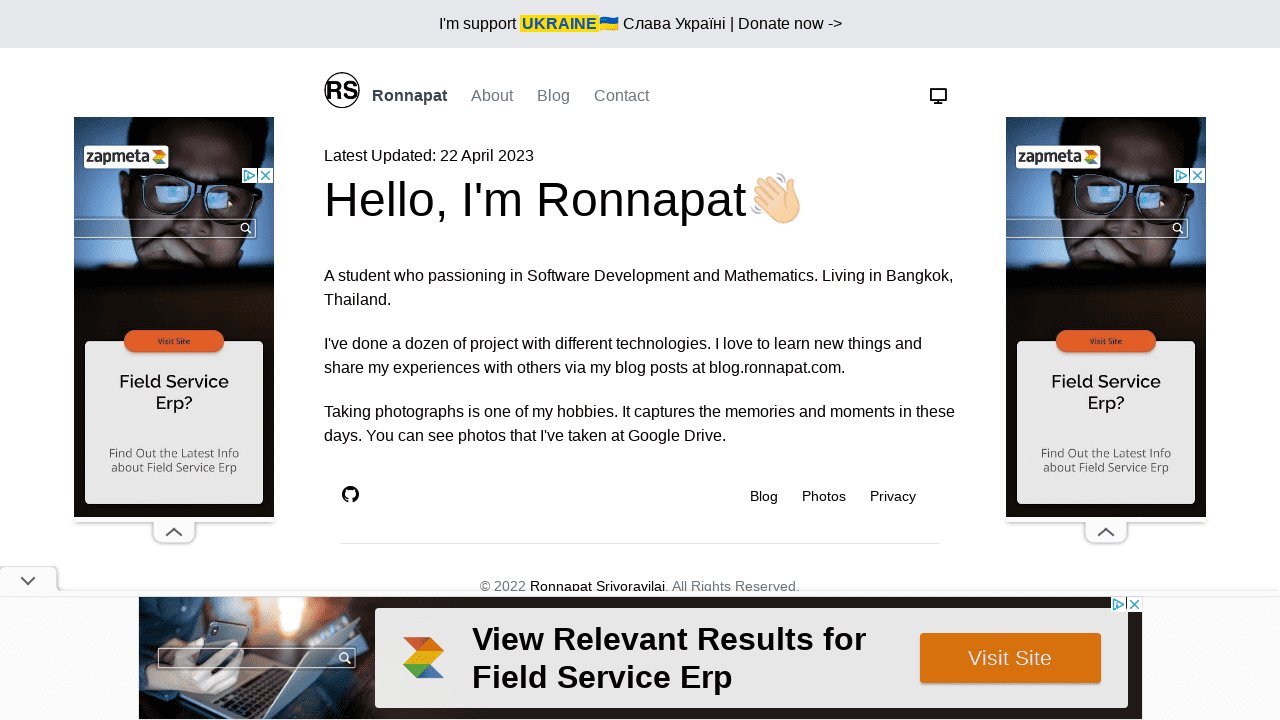 I'm support UKRAINE🇺🇦 Слава Україні | Donate now ->
RS Ronnapat About Blog Contact
Latest Updated: 22 April 2023
Hello, I'm Ronnapat👋🏻
A student who passioning in Software Development and Mathematics. Living in Bangkok,
Thailand.
I've done a dozen of project with different technologies. I love to learn new things and
share my experiences with others via my blog posts at blog.ronnapat.com.
Taking photographs is one of my hobbies. It captures the memories and moments in these
days. You can see photos that I've taken at Google Drive.
Blog Photos Privacy
© 2022 Ronnapat Srivoravilai. All Rights Reserved.
zapmeta
Visit Site
Field Service
Erp?
Find Out the Latest Info
about Field Service Erp
zapmeta
Visit Site
Field Service
Erp?
Find Out the Latest Info
about Field Service Erp
View Relevant Results for
Field Service Erp
Visit Site